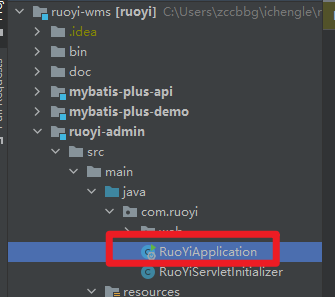 ruoyi-wms [ruoyi] C:\Users\zccbbg\ichengle\r
.idea
bin
doc
mybatis-plus-api
mybatis-plus-demo
ruoyi-admin
src
main
java
com.ruoyi
web
RuoYiApplication
RuoYiServletInitializer
resources